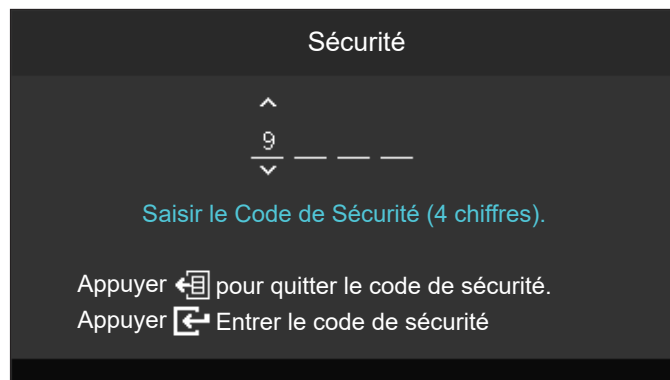 Sécurité
9
Saisir le Code de Sécurité (4 chiffres).
Appuyer pour quitter le code de sécurité.
Appuyer Entrer le code de sécurité